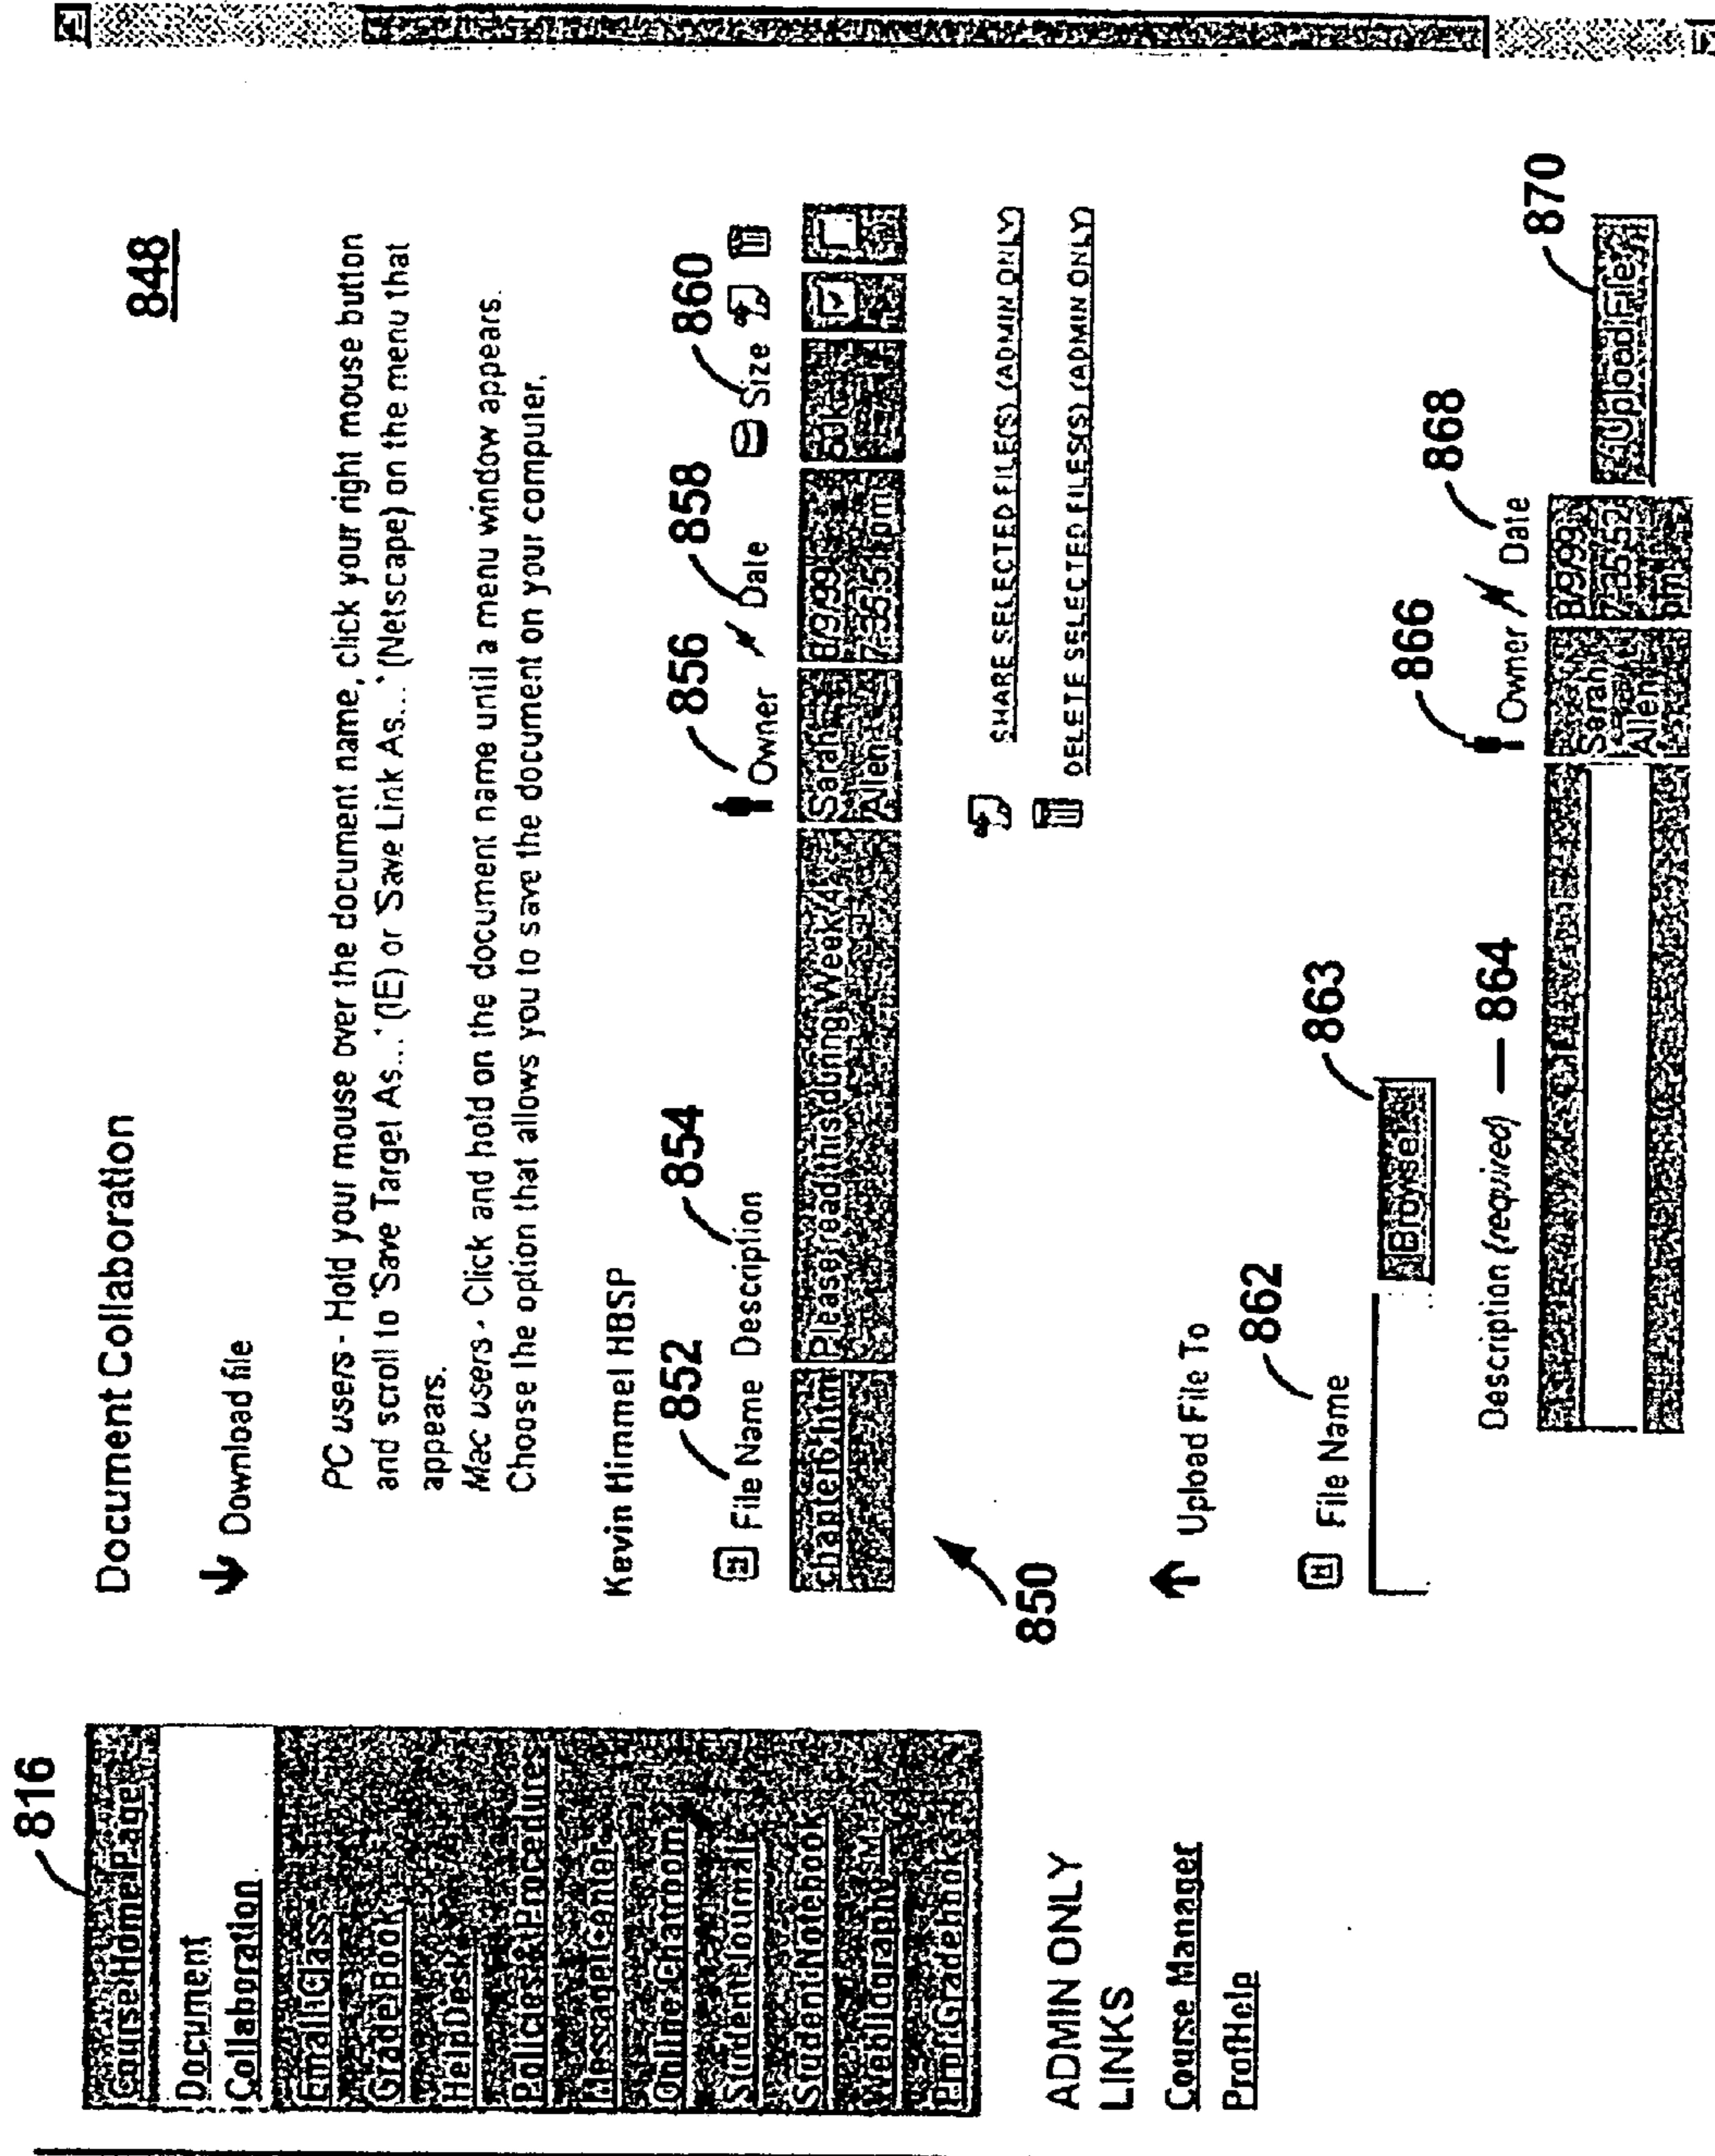 816
Course Home Page
Document
Collaboration
Email Class
Grade Book
Help Desk
Policies & Procedures
Message Center
Online Chatroom
Student Journal
Student Notebook
Webliography
Prof. Gradebook
ADMIN ONLY
LINKS
Course Manager
ProfHelp
Document Collaboration
848
Download file
PC users - Hold your mouse over the document name, click your right mouse button
and scroll to 'Save Target As...' (IE) or 'Save Link As...' (Netscape) on the menu that
appears.
Mac users - Click and hold on the document name until a menu window appears.
Choose the option that allows you to save the document on your computer.
Kevin Himmel HBSP
852 854 856 858 860
File Name Description Owner Date Size
chapter6.htm Please read this during Week 4 Sarah 8/9/99
Allen 7:35:51 pm
850
SHARE SELECTED FILE(S) (ADMIN ONLY)
DELETE SELECTED FILES(S) (ADMIN ONLY)
Upload File To
862 863
File Name
Browse...
866 868
Description (required) 864 Owner Date
870
Sarah 8/9/99
Allen 7:35:52
pm
Upload File